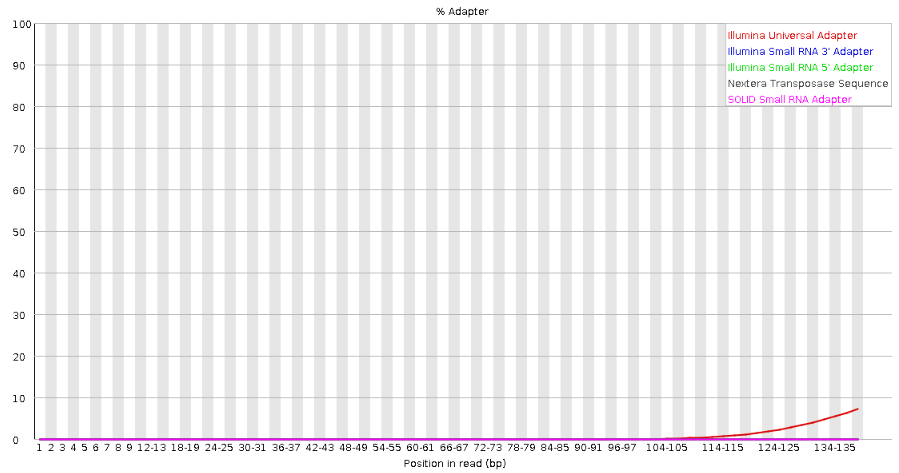 % Adapter
100
90
80
70
60
50
40
30
20
10
0
Illumina Universal Adapter
Illumina Small RNA 3' Adapter
Illumina Small RNA 5' Adapter
Nextera Transposase Sequence
SOLID Small RNA Adapter
1 2 3 4 5 6 7 8 9 12-13 18-19 24-25 30-31 36-37 42-43 48-49 54-55 60-61 66-67 72-73 78-79 84-85 90-91 96-97 104-105 114-115 124-125 134-135
Position in read (bp)